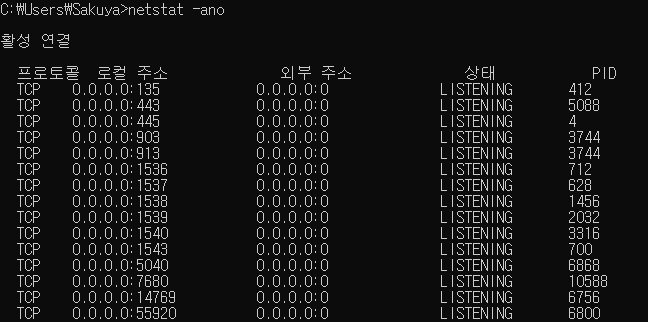 C:₩Users₩Sakuya>netstat -ano
활성 연결
프로토콜 로컬 주소 외부 주소 상태 PID
TCP 0.0.0.0:135 0.0.0.0:0 LISTENING 412
TCP 0.0.0.0:443 0.0.0.0:0 LISTENING 5088
TCP 0.0.0.0:445 0.0.0.0:0 LISTENING 4
TCP 0.0.0.0:903 0.0.0.0:0 LISTENING 3744
TCP 0.0.0.0:913 0.0.0.0:0 LISTENING 3744
TCP 0.0.0.0:1536 0.0.0.0:0 LISTENING 712
TCP 0.0.0.0:1537 0.0.0.0:0 LISTENING 628
TCP 0.0.0.0:1538 0.0.0.0:0 LISTENING 1456
TCP 0.0.0.0:1539 0.0.0.0:0 LISTENING 2032
TCP 0.0.0.0:1540 0.0.0.0:0 LISTENING 3316
TCP 0.0.0.0:1543 0.0.0.0:0 LISTENING 700
TCP 0.0.0.0:5040 0.0.0.0:0 LISTENING 6868
TCP 0.0.0.0:7680 0.0.0.0:0 LISTENING 10588
TCP 0.0.0.0:14769 0.0.0.0:0 LISTENING 6756
TCP 0.0.0.0:55920 0.0.0.0:0 LISTENING 6800